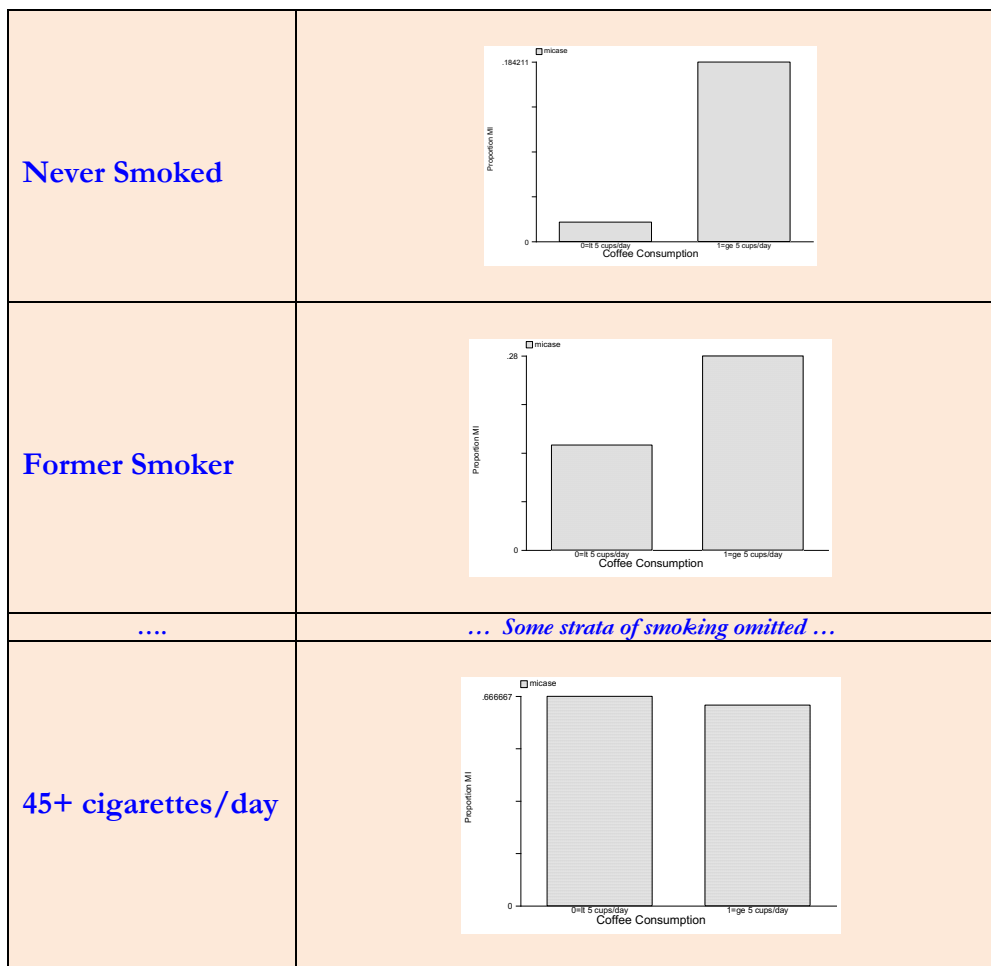 Never Smoked
micase
.184211
Proportion MI
0
0=lt 5 cups/day 1=ge 5 cups/day
Coffee Consumption
Former Smoker
micase
.28
Proportion MI
0
0=lt 5 cups/day 1=ge 5 cups/day
Coffee Consumption
…. … Some strata of smoking omitted …
45+ cigarettes/day
micase
.666667
Proportion MI
0
0=lt 5 cups/day 1=ge 5 cups/day
Coffee Consumption